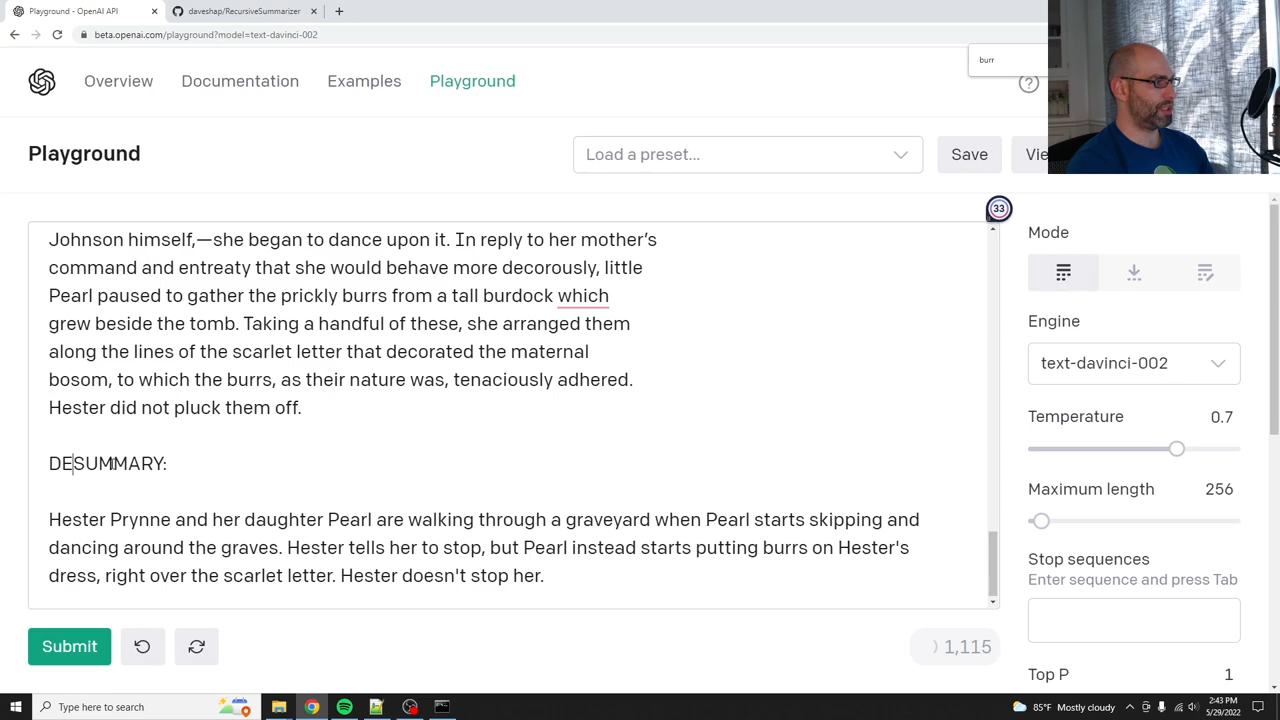 Playground - OpenAI API
daveshap/RecursiveSummarizer
beta.openai.com/playground?model=text-davinci-002
burr
Overview
Documentation
Examples
Playground
Playground
Load a preset...
Save
Vie
33
Johnson himself,—she began to dance upon it. In reply to her mother’s
command and entreaty that she would behave more decorously, little
Pearl paused to gather the prickly burrs from a tall burdock which
grew beside the tomb. Taking a handful of these, she arranged them
along the lines of the scarlet letter that decorated the maternal
bosom, to which the burrs, as their nature was, tenaciously adhered.
Hester did not pluck them off.
DESUMMARY:
Hester Prynne and her daughter Pearl are walking through a graveyard when Pearl starts skipping and
dancing around the graves. Hester tells her to stop, but Pearl instead starts putting burrs on Hester's
dress, right over the scarlet letter. Hester doesn't stop her.
Submit
1,115
Mode
Engine
text-davinci-002
Temperature 0.7
Maximum length 256
Stop sequences
Enter sequence and press Tab
Top P 1
Type here to search
85°F Mostly cloudy
2:43 PM
5/29/2022